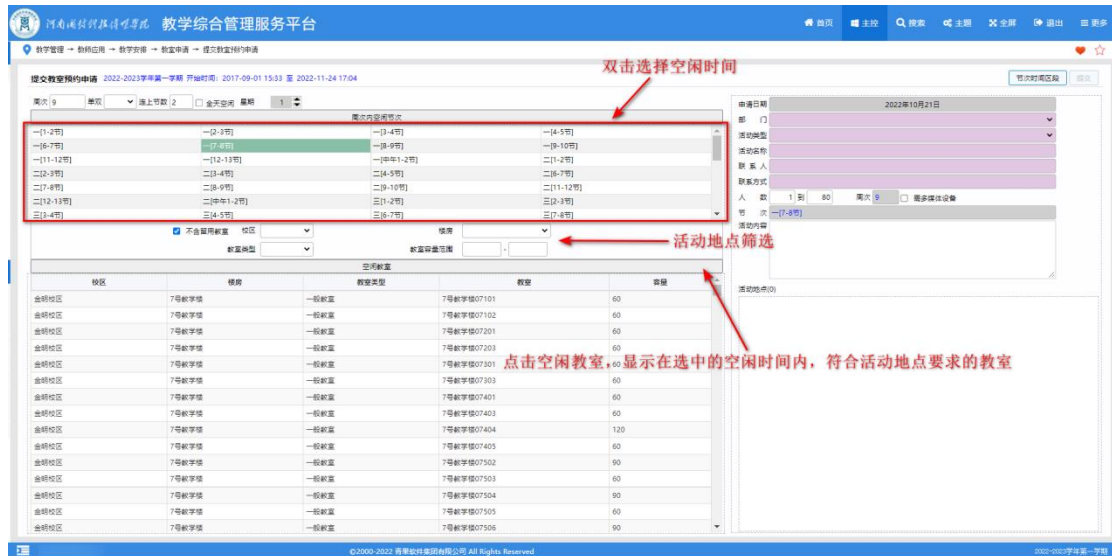 教学综合管理服务平台
首页 主控 搜索 主题 全屏 退出 更多
教学管理 → 教师应用 → 教学安排 → 教室申请 → 提交教室预约申请
双击选择空闲时间
提交教室预约申请 2022-2023学年第一学期 开始时间：2017-09-01 15:33 至 2022-11-24 17:04
节次时间区段 提交
周次 9 单双 连上节数 2 全天空闲 星期 1
周次内空闲节次
一[1-2节] 一[2-3节] 一[3-4节] 一[4-5节]
一[6-7节] 一[7-8节] 一[8-9节] 一[9-10节]
一[11-12节] 一[12-13节] 一[中午1-2节] 二[1-2节]
二[2-3节] 二[3-4节] 二[4-5节] 二[6-7节]
二[7-8节] 二[8-9节] 二[9-10节] 二[11-12节]
二[12-13节] 二[中午1-2节] 三[1-2节] 三[2-3节]
三[3-4节] 三[4-5节] 三[6-7节] 三[7-8节]
不含留用教室 校区 楼房
教室类型 教室容量范围 -
活动地点筛选
空闲教室
校区 楼房 教室类型 教室 容量
金明校区 7号教学楼 一般教室 7号教学楼07101 60
金明校区 7号教学楼 一般教室 7号教学楼07102 60
金明校区 7号教学楼 一般教室 7号教学楼07201 60
金明校区 7号教学楼 一般教室 7号教学楼07203 60
金明校区 7号教学楼 一般教室 7号教学楼07301 60
点击空闲教室，显示在选中的空闲时间内，符合活动地点要求的教室
金明校区 7号教学楼 一般教室 7号教学楼07303 60
金明校区 7号教学楼 一般教室 7号教学楼07401 60
金明校区 7号教学楼 一般教室 7号教学楼07403 60
金明校区 7号教学楼 一般教室 7号教学楼07404 120
金明校区 7号教学楼 一般教室 7号教学楼07405 60
金明校区 7号教学楼 一般教室 7号教学楼07502 90
金明校区 7号教学楼 一般教室 7号教学楼07503 60
金明校区 7号教学楼 一般教室 7号教学楼07504 90
金明校区 7号教学楼 一般教室 7号教学楼07505 60
金明校区 7号教学楼 一般教室 7号教学楼07506 90
申请日期 2022年10月21日
部 门
活动类型
活动名称
联 系 人
联系方式
人 数 1 到 80 周次 9 需多媒体设备
节 次 一[7-8节]
活动内容
活动地点(0)
©2000-2022 青果软件集团有限公司 All Rights Reserved
2022-2023学年第一学期